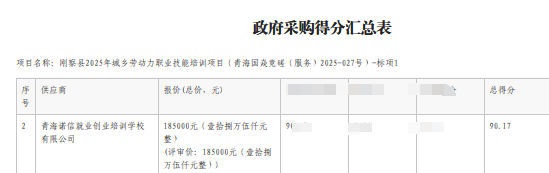 政府采购得分汇总表
项目名称：刚察县2025年城乡劳动力职业技能培训项目（青海国焱竞磋（服务）2025-027号）-标项1
序号 供应商 报价(总价，元) 总得分
2 青海诺信就业创业培训学校有限公司 185000元（壹拾捌万伍仟元整） (评审价：185000元（壹拾捌万伍仟元整）) 90.17